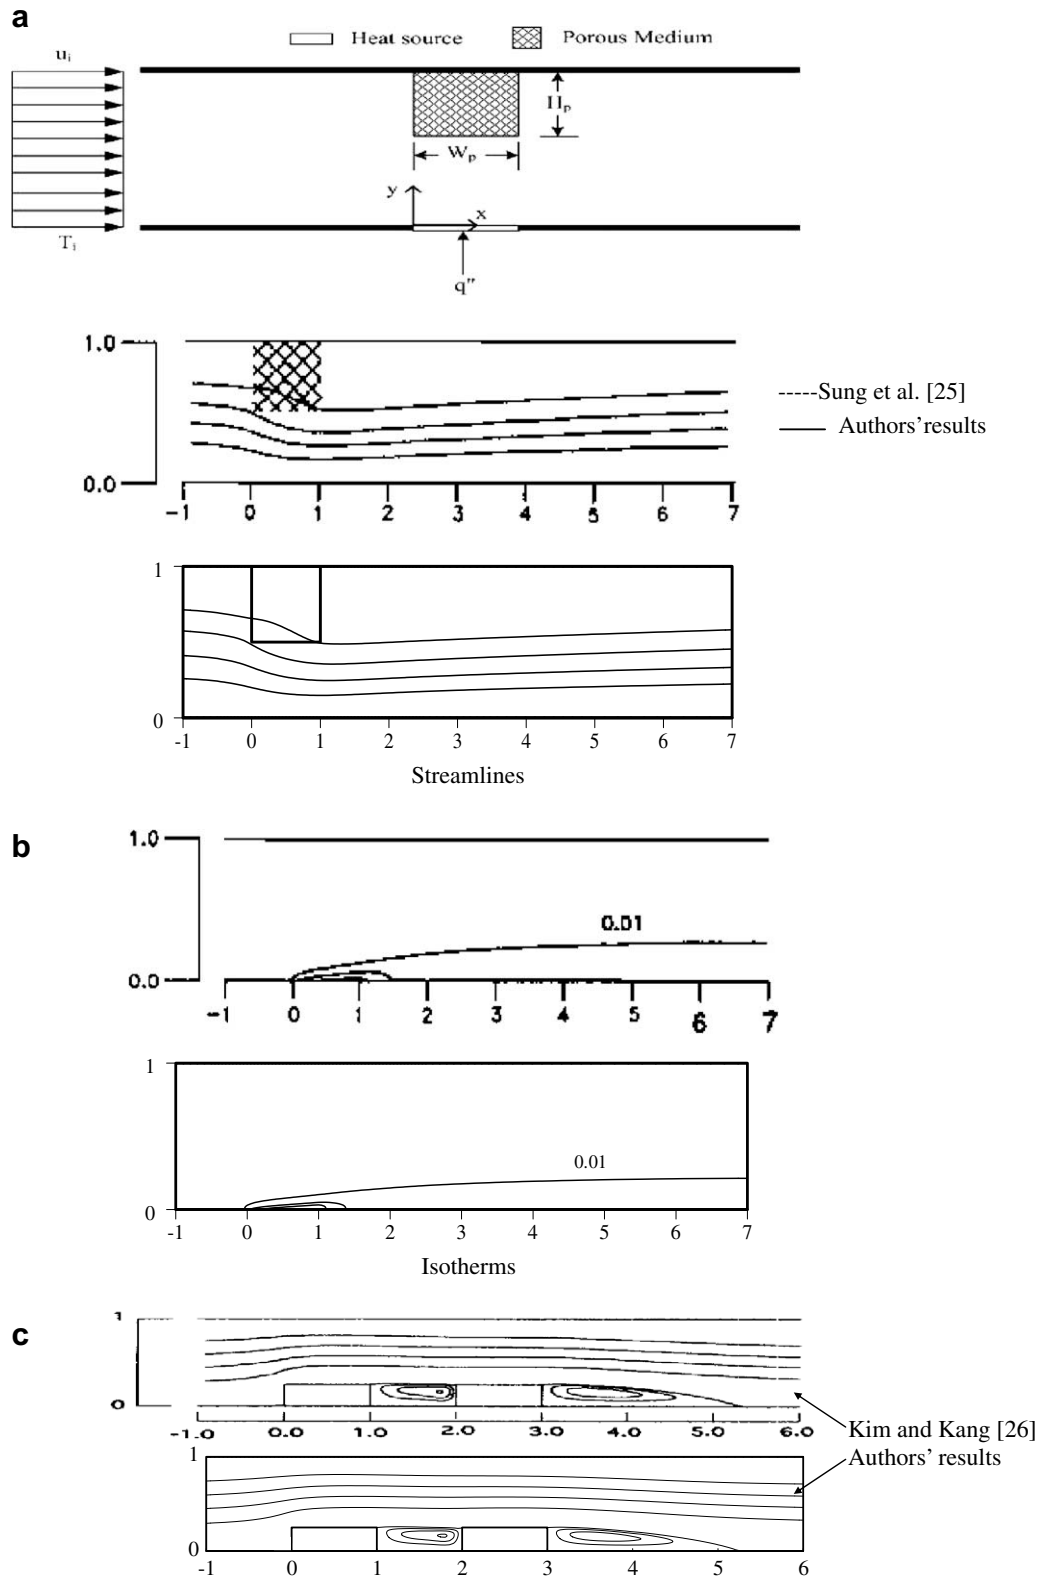 a
Heat source Porous Medium
u_i
H_p
W_p
y
x
T_i
q"
1.0
-----Sung et al. [25]
Authors'results
0.0
-1 0 1 2 3 4 5 6 7
1
0
-1 0 1 2 3 4 5 6 7
Streamlines
b
1.0
0.01
0.0
-1 0 1 2 3 4 5 6 7
1
0.01
0
-1 0 1 2 3 4 5 6 7
Isotherms
c
1
0
Kim and Kang [26]
-1.0 0.0 1.0 2.0 3.0 4.0 5.0 6.0
Authors' results
1
0
-1 0 1 2 3 4 5 6